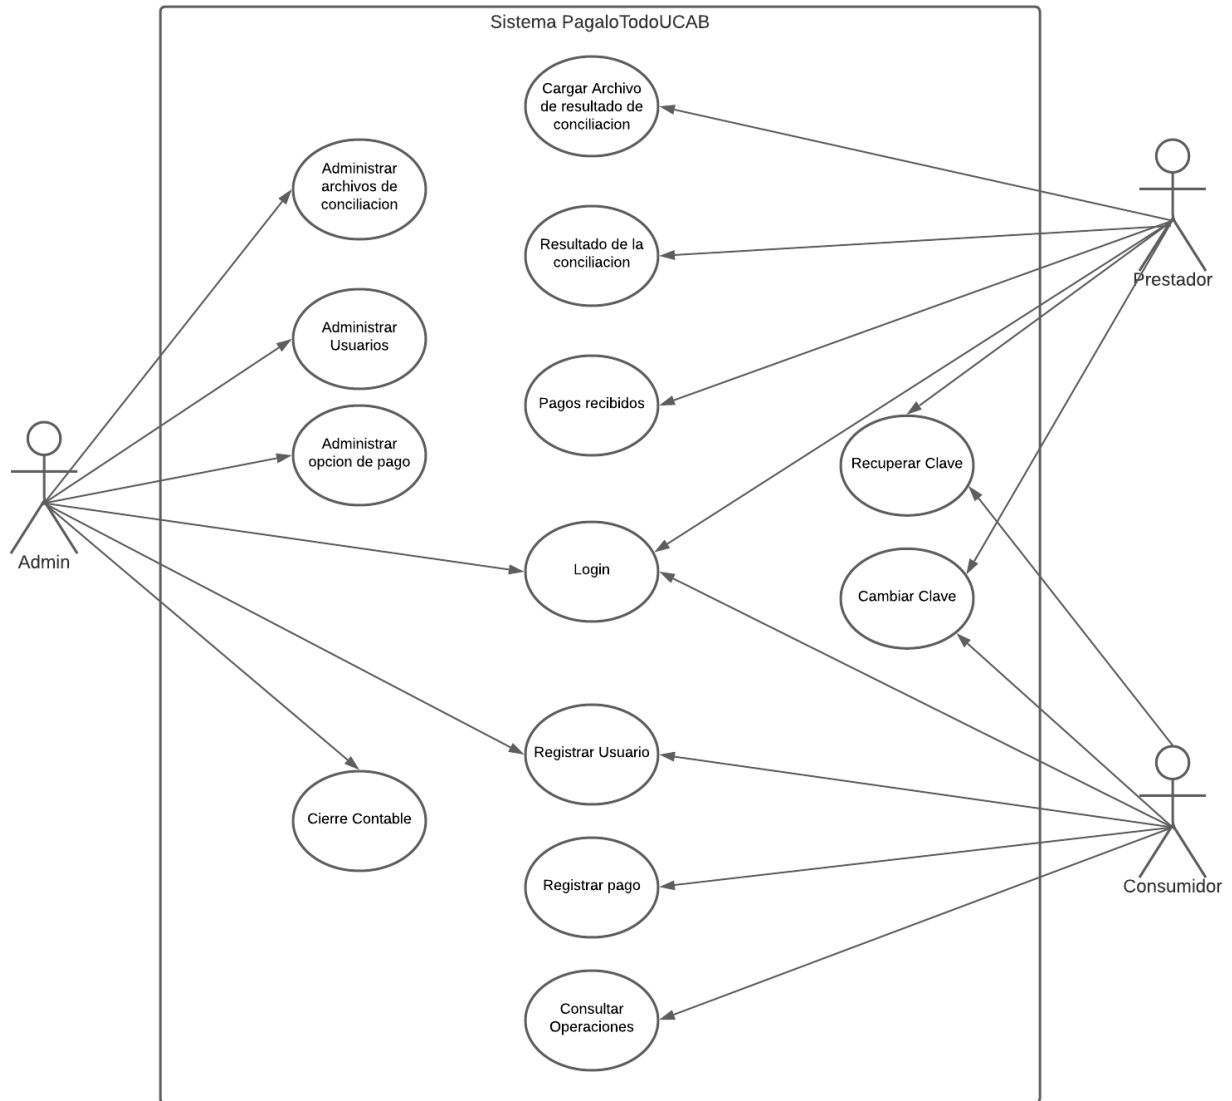 Sistema PagaloTodoUCAB
Cargar Archivo
de resultado de
conciliacion
Administrar
archivos de
conciliacion
Resultado de la
conciliacion
Prestador
Administrar
Usuarios
Pagos recibidos
Administrar
opcion de pago
Recuperar Clave
Admin
Login
Cambiar Clave
Registrar Usuario
Cierre Contable
Registrar pago
Consumidor
Consultar
Operaciones